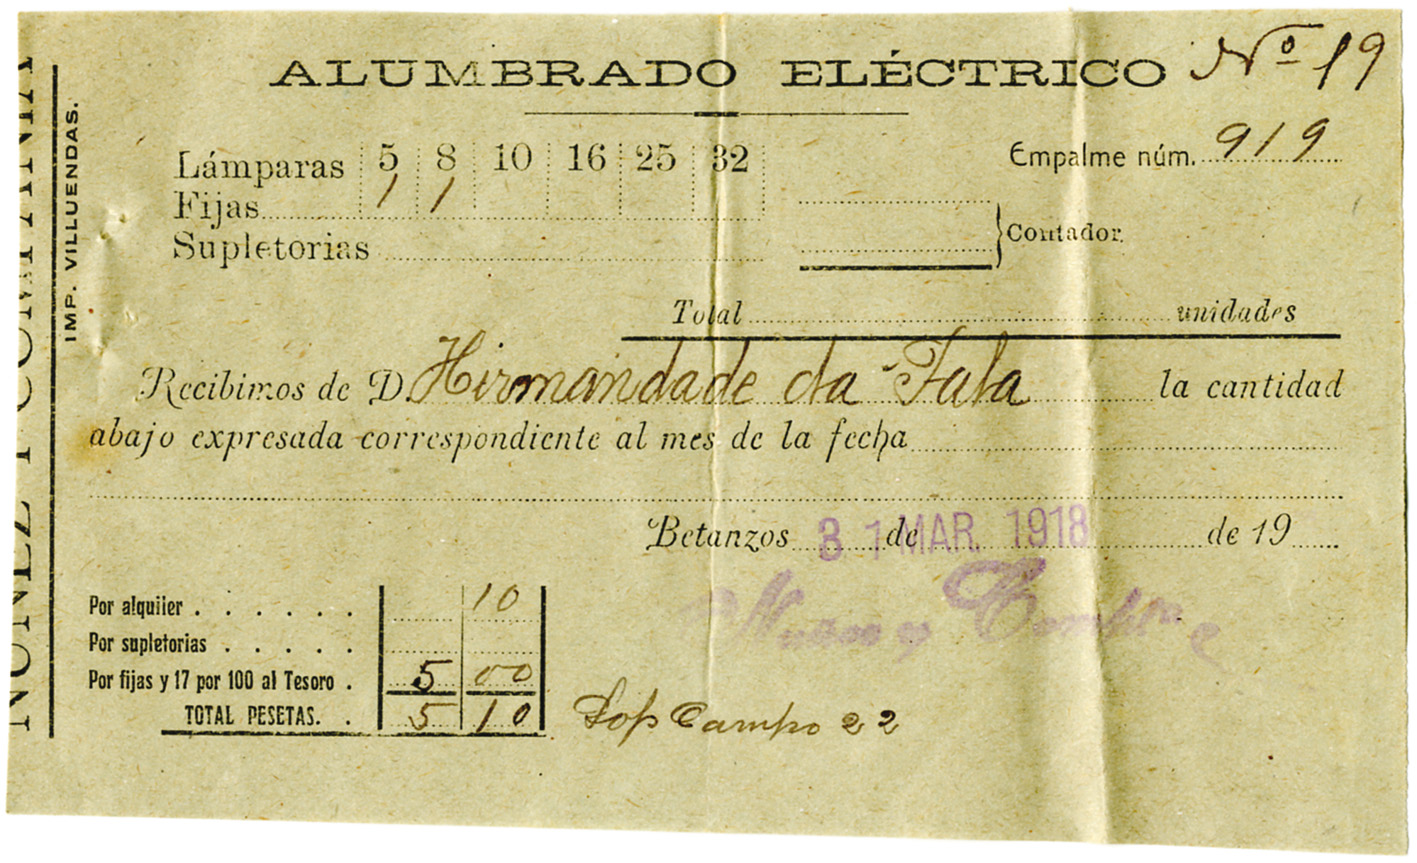 ALUMBRADO ELÉCTRICO Nº 19
Lámparas 5 8 10 16 25 32
Empalme núm. 919
Fijas 1 1
Supletorias
Contador.
Total unidades
Recibimos de D. Hirmandade da Fala la cantidad
abajo expresada correspondiente al mes de la fecha
Betanzos 31 MAR. 1918 de de 19
Por alquiler . . . . . . 10
Por supletorias . . . . .
Por fijas y 17 por 100 al Tesoro . 5 00
TOTAL PESETAS. . 5 10
Campo 22
IMP. VILLUENDAS.
NÚÑEZ Y COMPAÑÍA